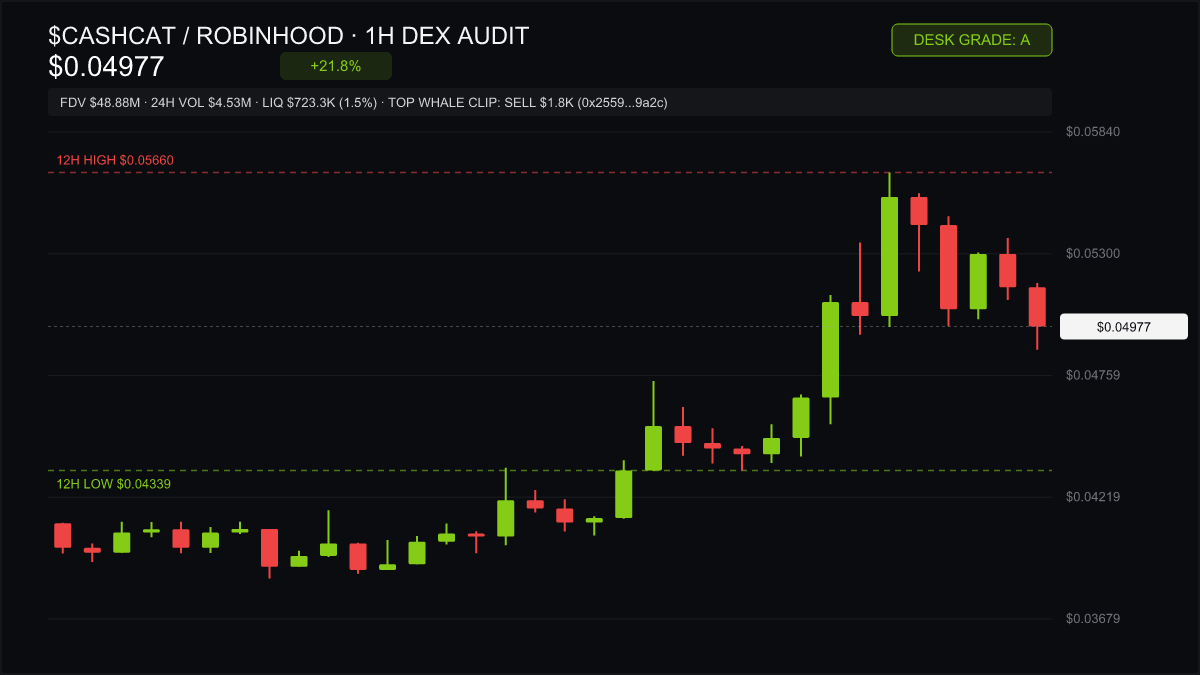 $CASHCAT / ROBINHOOD · 1H DEX AUDIT
DESK GRADE: A
$0.04977
+21.8%
FDV $48.88M · 24H VOL $4.53M · LIQ $723.3K (1.5%) · TOP WHALE CLIP: SELL $1.8K (0x2559...9a2c)
$0.05840
12H HIGH $0.05660
$0.05300
$0.04977
$0.04759
12H LOW $0.04339
$0.04219
$0.03679